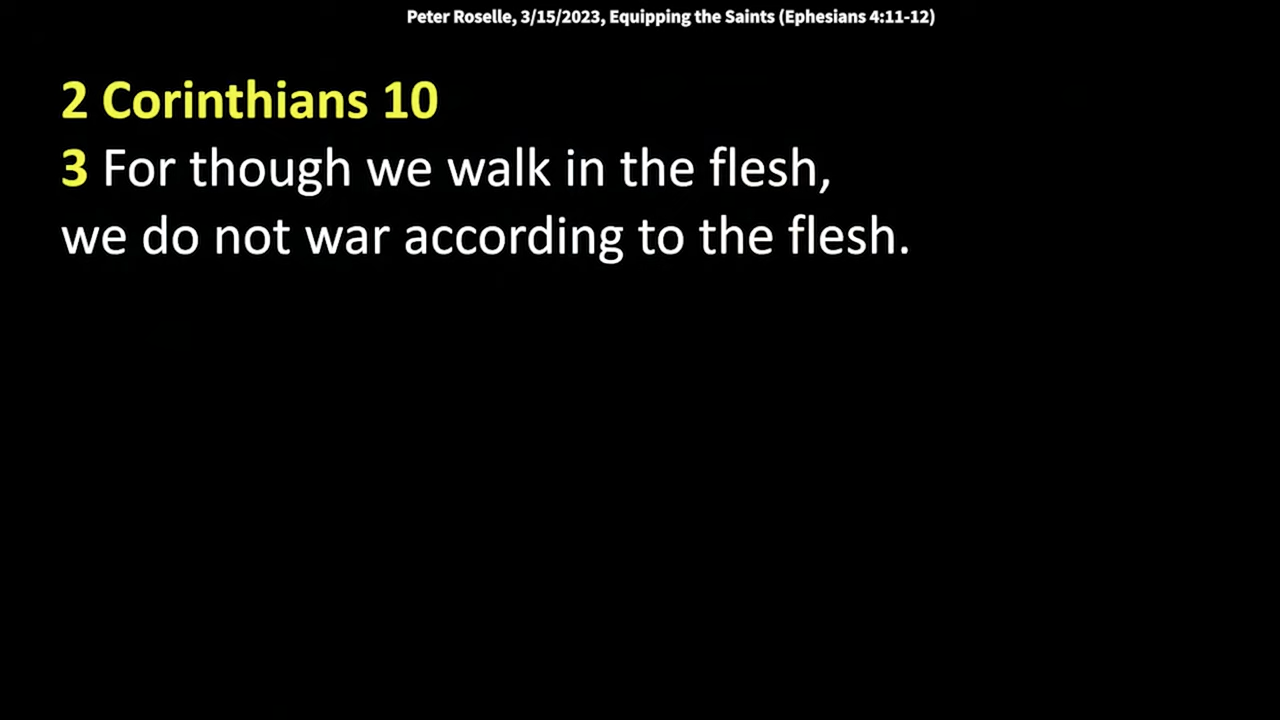 Peter Roselle, 3/15/2023, Equipping the Saints (Ephesians 4:11-12)
2 Corinthians 10
3 For though we walk in the flesh,
we do not war according to the flesh.